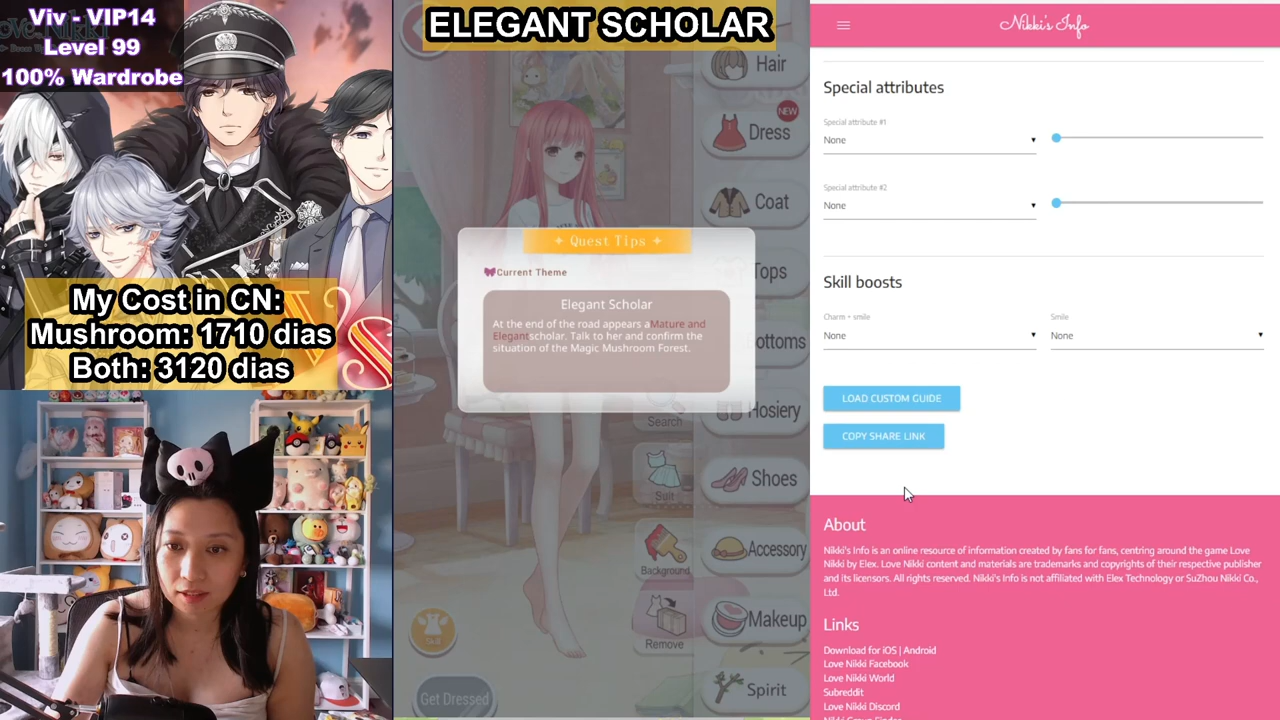 Viv - VIP14
Level 99
100% Wardrobe
My Cost in CN:
Mushroom: 1710 dias
Both: 3120 dias
ELEGANT SCHOLAR
Hair
NEW
Dress
Coat
Tops
Bottoms
Hosiery
Shoes
Accessory
Makeup
Spirit
Quest Tips
Current Theme
Elegant Scholar
At the end of the road appears aMature and
Elegantscholar. Talk to her and confirm the
situation of the Magic Mushroom Forest.
Search
Suit
Background
Remove
Get Dressed
Nikki's Info
Special attributes
Special attribute #1
None
Special attribute #2
None
Skill boosts
Charm + smile
None
Smile
None
LOAD CUSTOM GUIDE
COPY SHARE LINK
About
Nikki's Info is an online resource of information created by fans for fans, centring around the game Love
Nikki by Elex. Love Nikki content and materials are trademarks and copyrights of their respective publisher
and its licensors. All rights reserved. Nikki's Info is not affiliated with Elex Technology or SuZhou Nikki Co.,
Ltd.
Links
Download for iOS | Android
Love Nikki Facebook
Love Nikki World
Subreddit
Love Nikki Discord